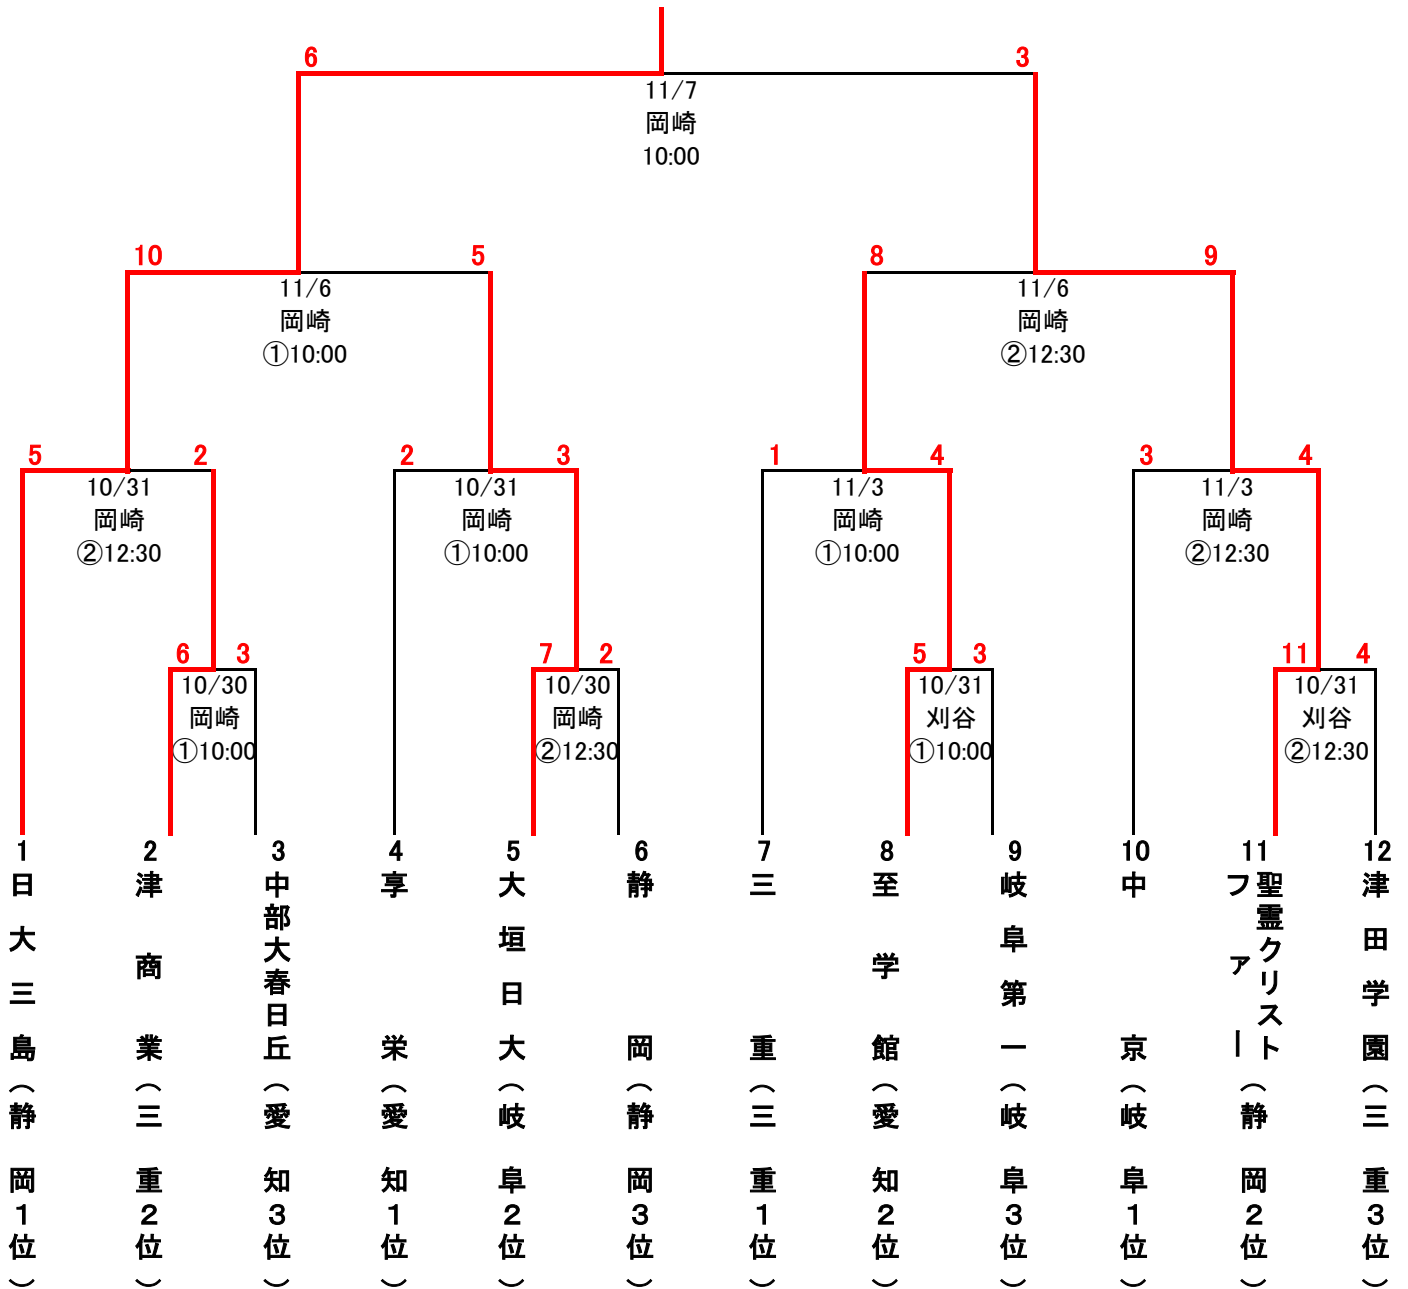 6 3
11/7
岡崎
10:00
10 5
11/6
岡崎
①10:00
8 9
11/6
岡崎
②12:30
5 2
10/31
岡崎
②12:30
2 3
10/31
岡崎
①10:00
1 4
11/3
岡崎
①10:00
3 4
11/3
岡崎
②12:30
6 3
10/30
岡崎
①10:00
7 2
10/30
岡崎
②12:30
5 3
10/31
刈谷
①10:00
11 4
10/31
刈谷
②12:30
1
日大三島(静岡1位)
2
津商業(三重2位)
3
中部大春日丘(愛知3位)
4
享栄(愛知1位)
5
大垣日大(岐阜2位)
6
静岡(静岡3位)
7
三重(三重1位)
8
至学館(愛知2位)
9
岐阜第一(岐阜3位)
10
中京(岐阜1位)
11
聖霊クリスト
ファー(静岡2位)
12
津田学園(三重3位)